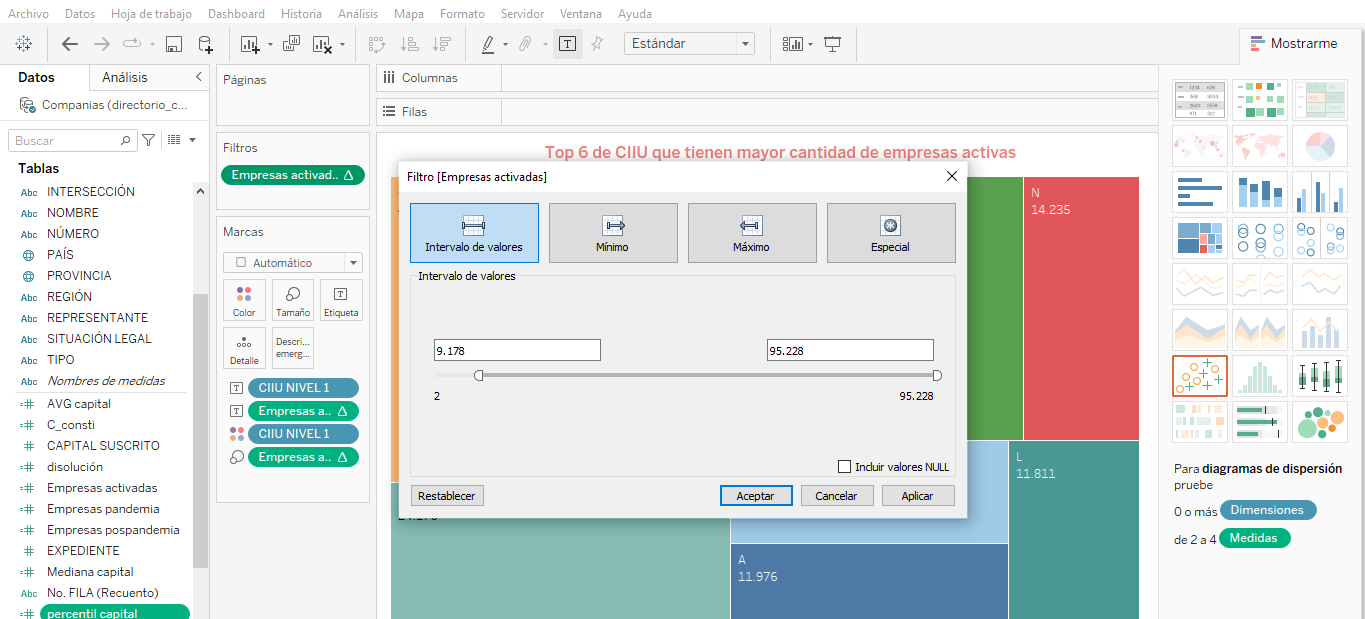 Archivo Datos Hoja de trabajo Dashboard Historia Análisis Mapa Formato Servidor Ventana Ayuda
Estándar
Mostrarme
Datos
Análisis
Companias (directorio_c...
Buscar
Tablas
Abc INTERSECCIÓN
Abc NOMBRE
Abc NÚMERO
PAÍS
PROVINCIA
Abc REGIÓN
Abc REPRESENTANTE
Abc SITUACIÓN LEGAL
Abc TIPO
Abc Nombres de medidas
AVG capital
C_consti
CAPITAL SUSCRITO
disolución
Empresas activadas
Empresas pandemia
Empresas pospandemia
EXPEDIENTE
Mediana capital
Abc No. FILA (Recuento)
percentil capital
Páginas
Filtros
Empresas activad.. Δ
Marcas
Automático
Color
Tamaño
Etiqueta
Detalle
Descri...
emerg...
CIIU NIVEL 1
Empresas a.. Δ
CIIU NIVEL 1
Empresas a.. Δ
Columnas
Filas
Top 6 de CIIU que tienen mayor cantidad de empresas activas
N
14.235
L
11.811
A
11.976
Filtro [Empresas activadas]
Intervalo de valores
Mínimo
Máximo
Especial
Intervalo de valores
9.178
95.228
2
95.228
Incluir valores NULL
Restablecer
Aceptar
Cancelar
Aplicar
Para diagramas de dispersión
pruebe
0 o más Dimensiones
de 2 a 4 Medidas